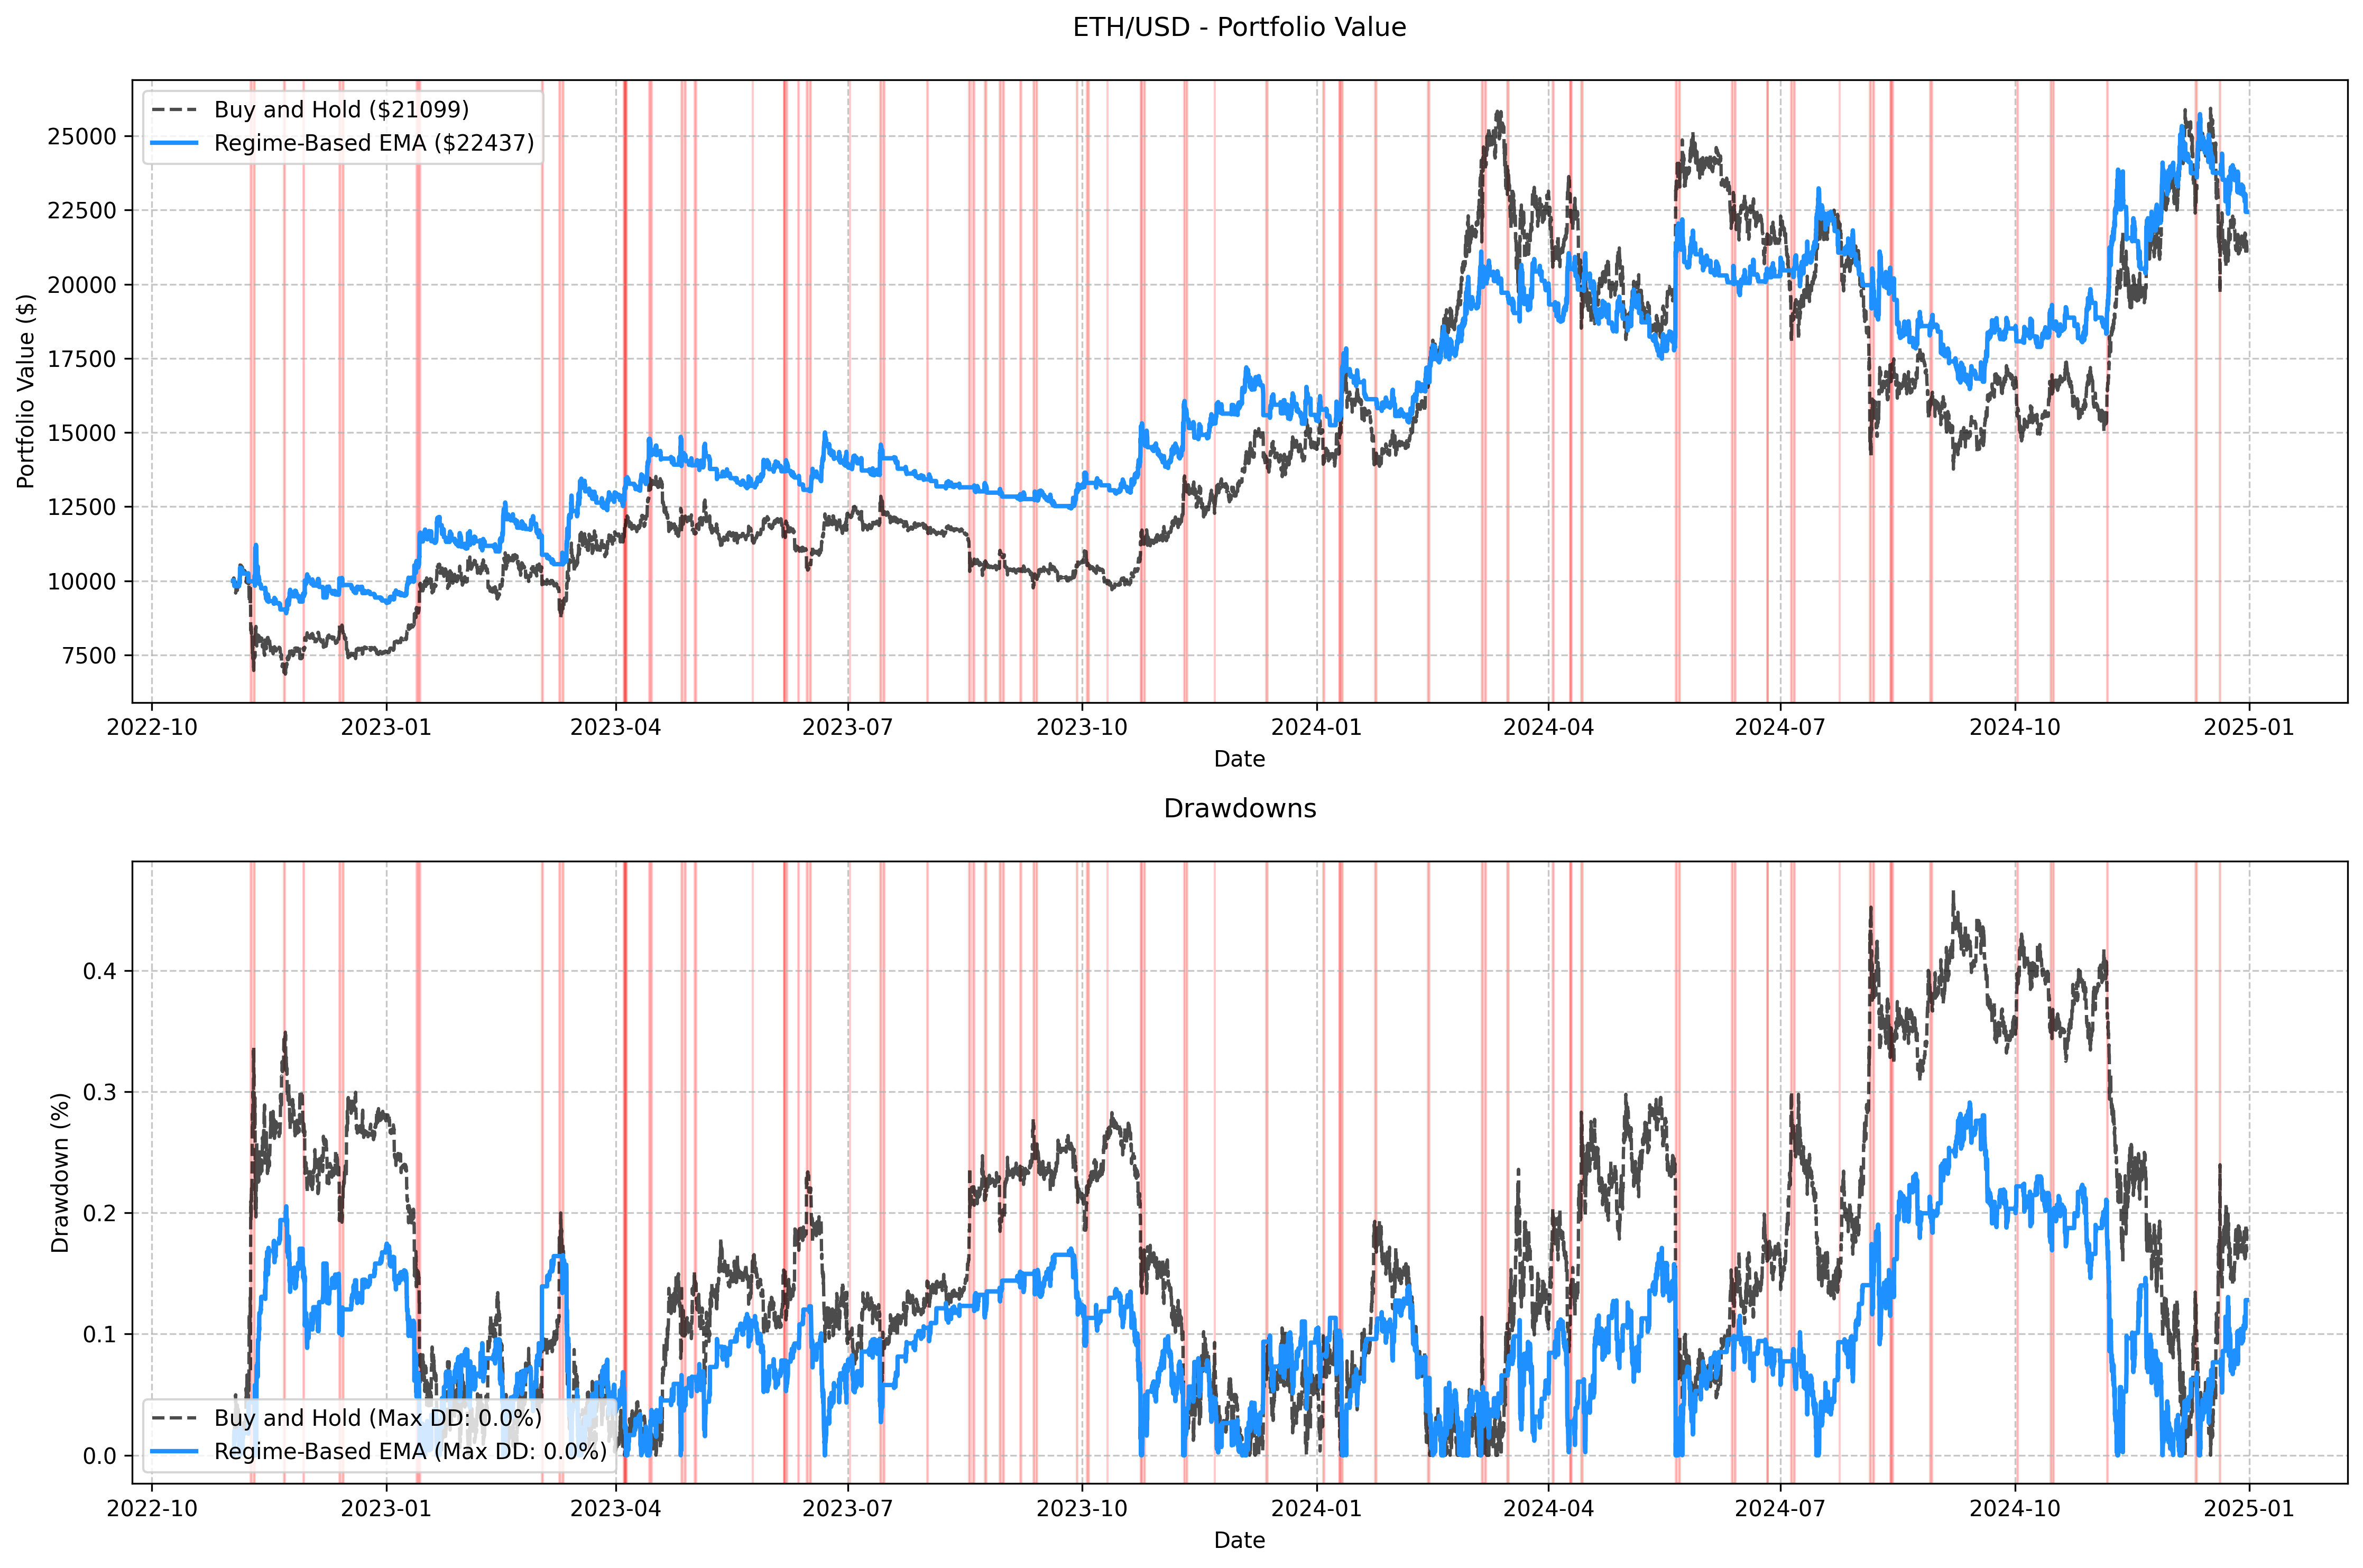 ETH/USD - Portfolio Value
Buy and Hold ($21099)
Regime-Based EMA ($22437)
Portfolio Value ($)
25000
22500
20000
17500
15000
12500
10000
7500
2022-10 2023-01 2023-04 2023-07 2023-10 2024-01 2024-04 2024-07 2024-10 2025-01
Date
Drawdowns
Drawdown (%)
0.4
0.3
0.2
0.1
0.0
Buy and Hold (Max DD: 0.0%)
Regime-Based EMA (Max DD: 0.0%)
2022-10 2023-01 2023-04 2023-07 2023-10 2024-01 2024-04 2024-07 2024-10 2025-01
Date